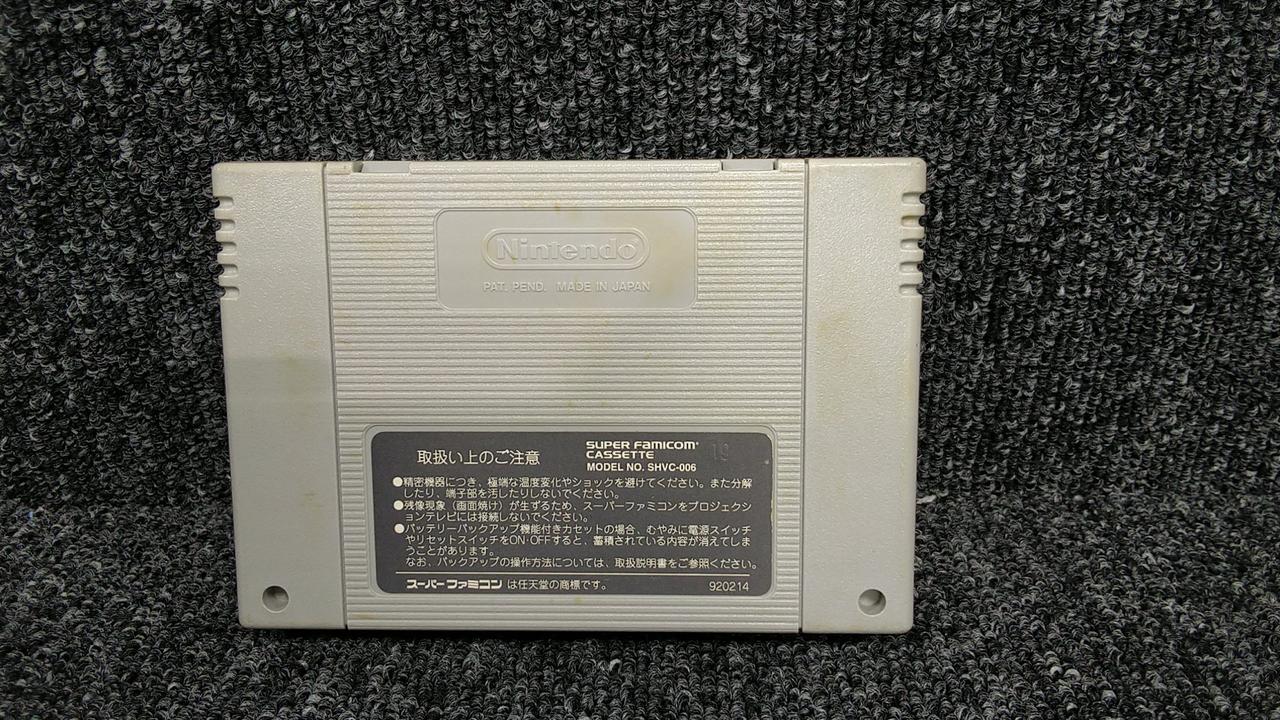 Nintendo
PAT. PEND. MADE IN JAPAN
取扱い上のご注意
SUPER FAMICOM
CASSETTE
MODEL NO. SHVC-006
19
●精密機器につき、極端な温度変化やショックを避けてください。また分解
したり、端子部を汚したりしないでください。
●残像現象（画面焼け）が生ずるため、スーパーファミコンをプロジェクシ
ョンテレビには接続しないでください。
●バッテリーバックアップ機能付きカセットの場合、むやみに電源スイッチ
やリセットスイッチをON・OFFすると、蓄積されている内容が消えてしま
うことがあります。
なお、バックアップの操作方法については、取扱説明書をご参照ください。
スーパーファミコンは任天堂の商標です。
920214